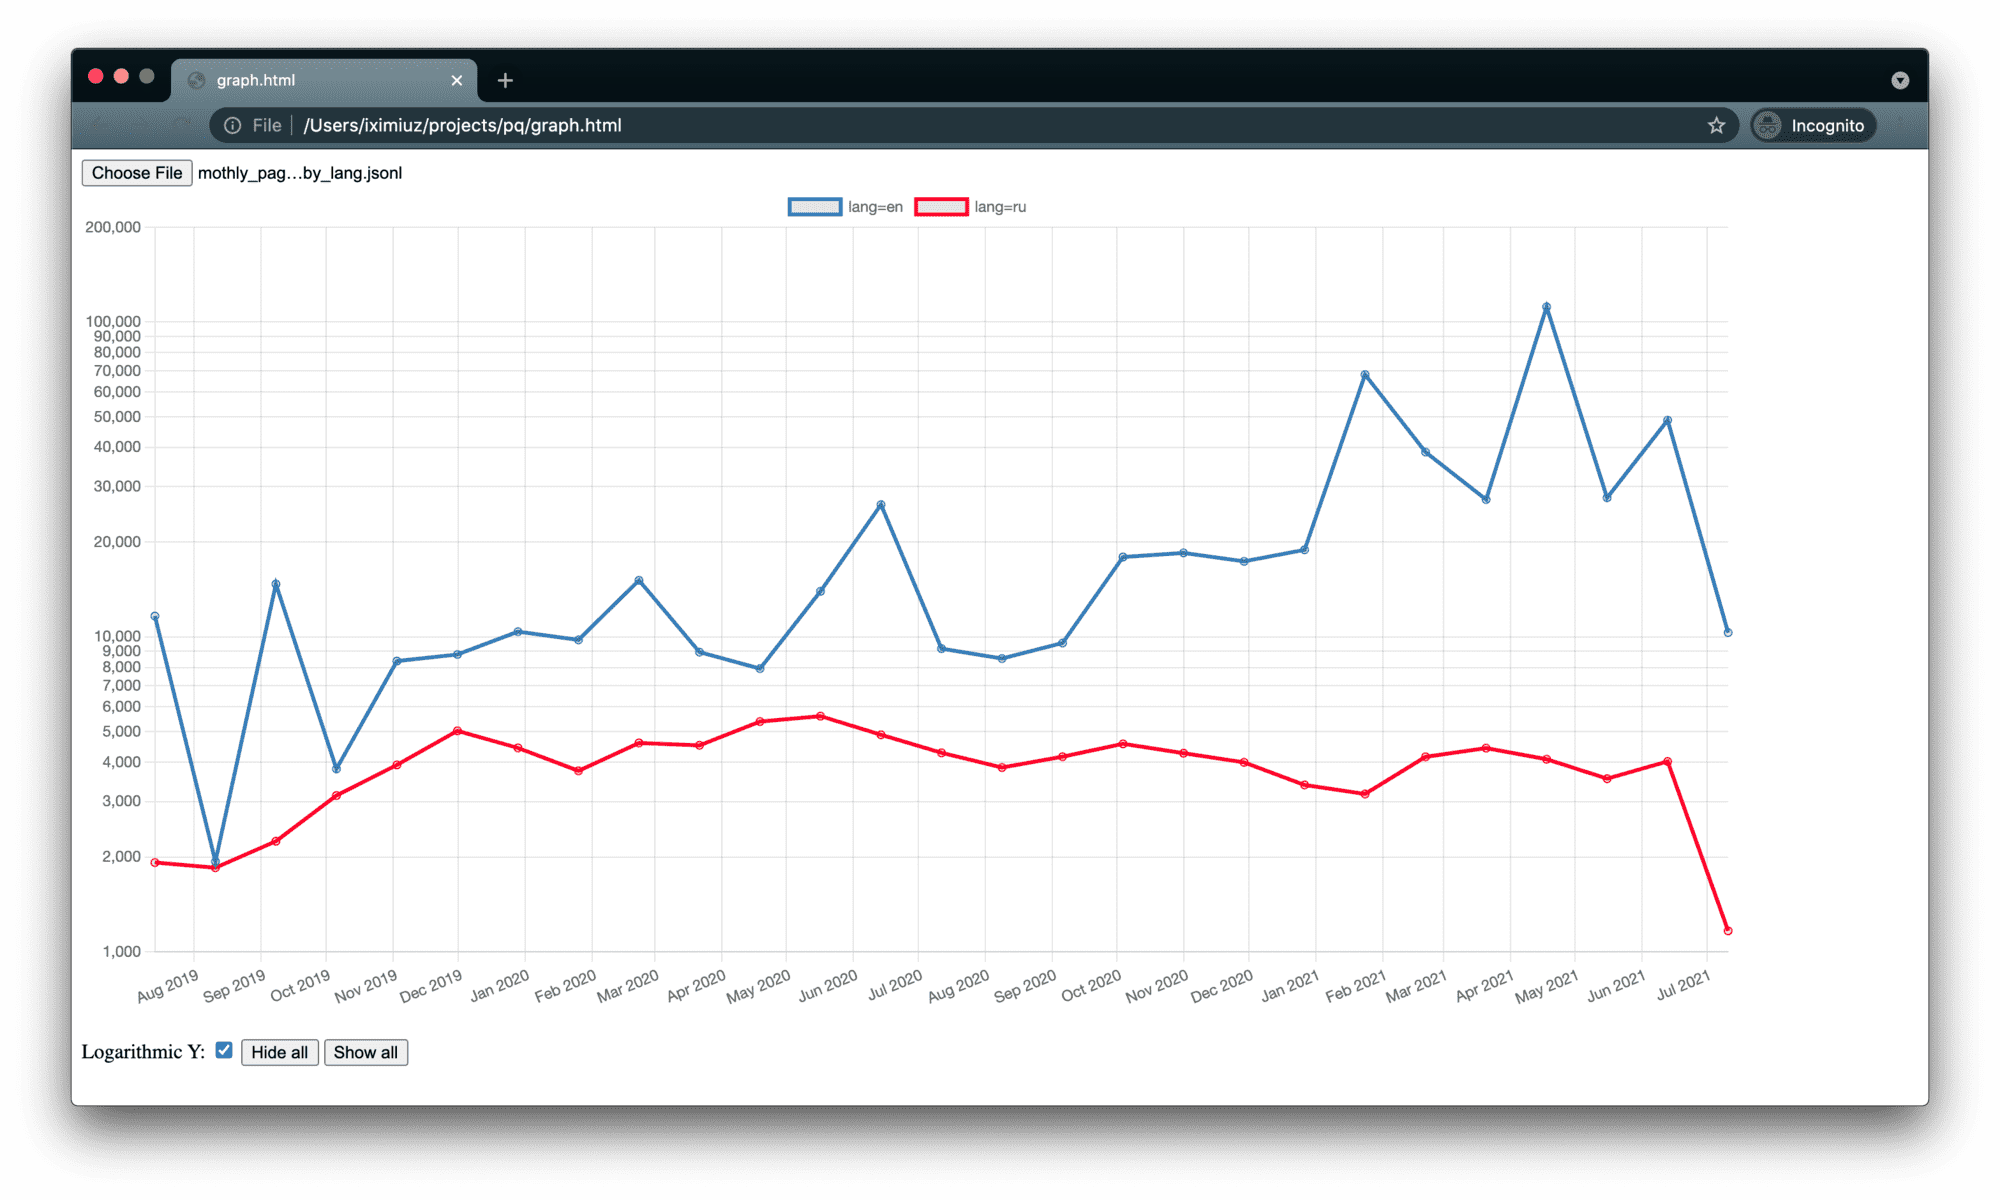 graph.html
File /Users/iximiuz/projects/pq/graph.html
Incognito
Choose File mothly_pag...by_lang.jsonl
lang=en lang=ru
200,000
100,000
90,000
80,000
70,000
60,000
50,000
40,000
30,000
20,000
10,000
9,000
8,000
7,000
6,000
5,000
4,000
3,000
2,000
1,000
Aug 2019 Sep 2019 Oct 2019 Nov 2019 Dec 2019 Jan 2020 Feb 2020 Mar 2020 Apr 2020 May 2020 Jun 2020 Jul 2020 Aug 2020 Sep 2020 Oct 2020 Nov 2020 Dec 2020 Jan 2021 Feb 2021 Mar 2021 Apr 2021 May 2021 Jun 2021 Jul 2021
Logarithmic Y: Hide all Show all